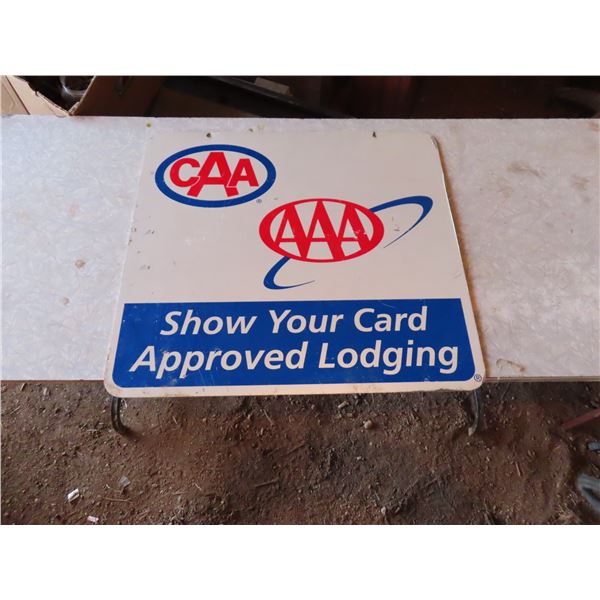 CAA
®
AAA
Show Your Card
Approved Lodging
®